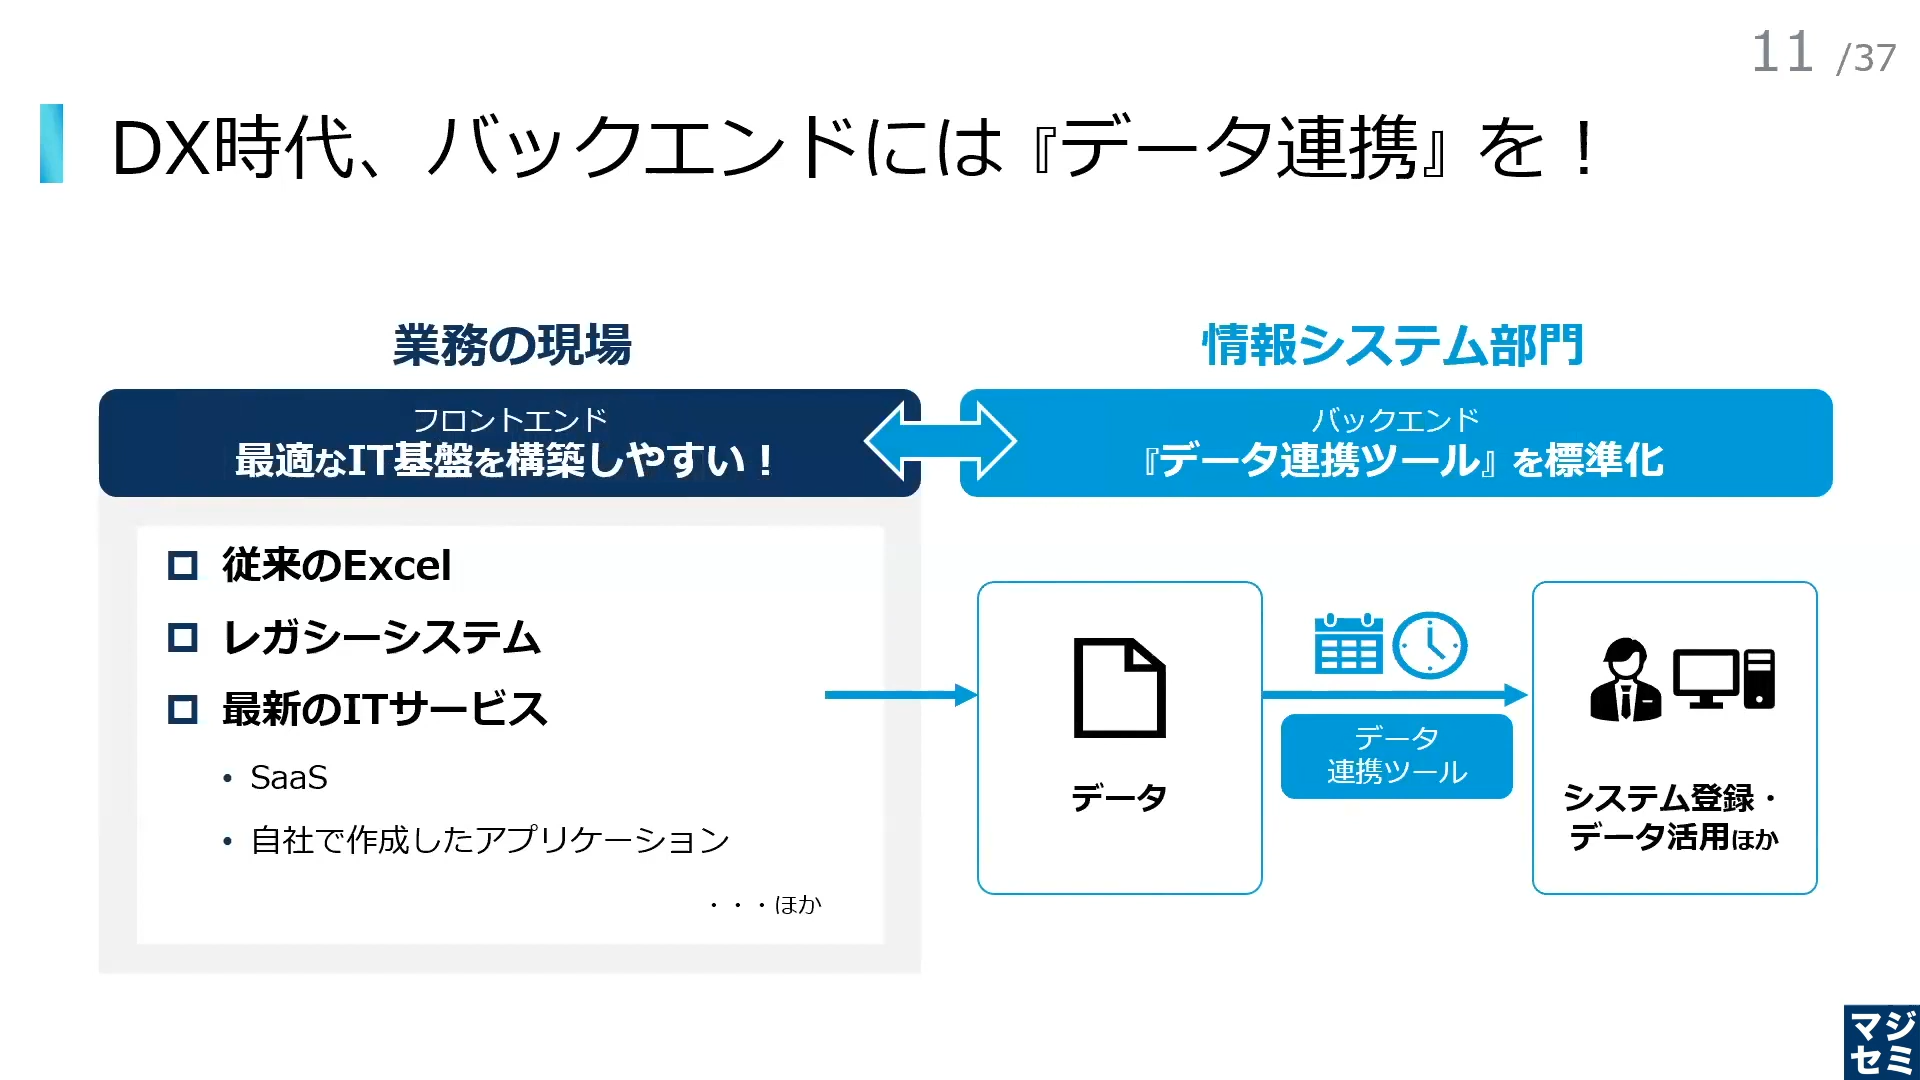 11 /37
DX時代、バックエンドには『データ連携』を！
業務の現場
フロントエンド
最適なIT基盤を構築しやすい！
従来のExcel
レガシーシステム
最新のITサービス
• SaaS
• 自社で作成したアプリケーション
・・・ほか
情報システム部門
バックエンド
『データ連携ツール』を標準化
データ
データ
連携ツール
システム登録・
データ活用ほか
マジ
セミ